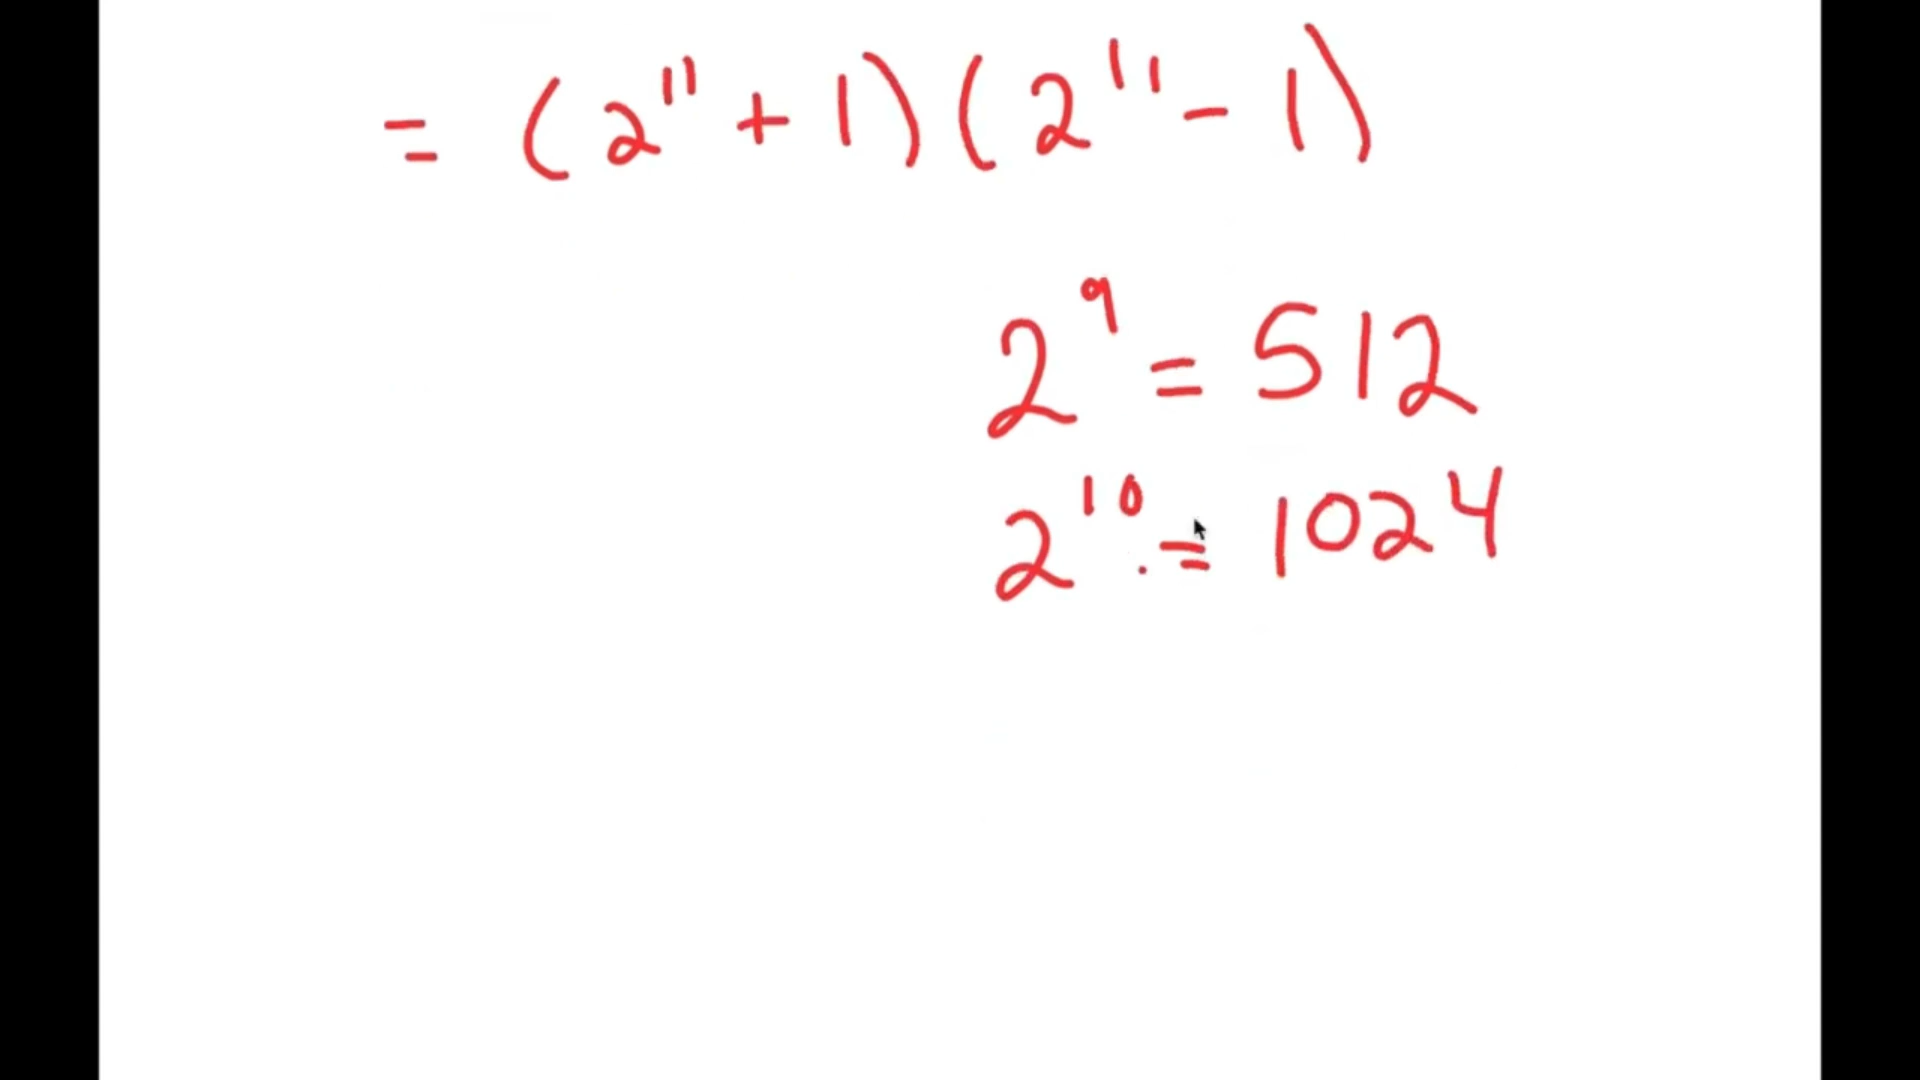 = (2¹¹ + 1)(2¹¹ - 1)
2⁹ = 512
2¹⁰ = 1024